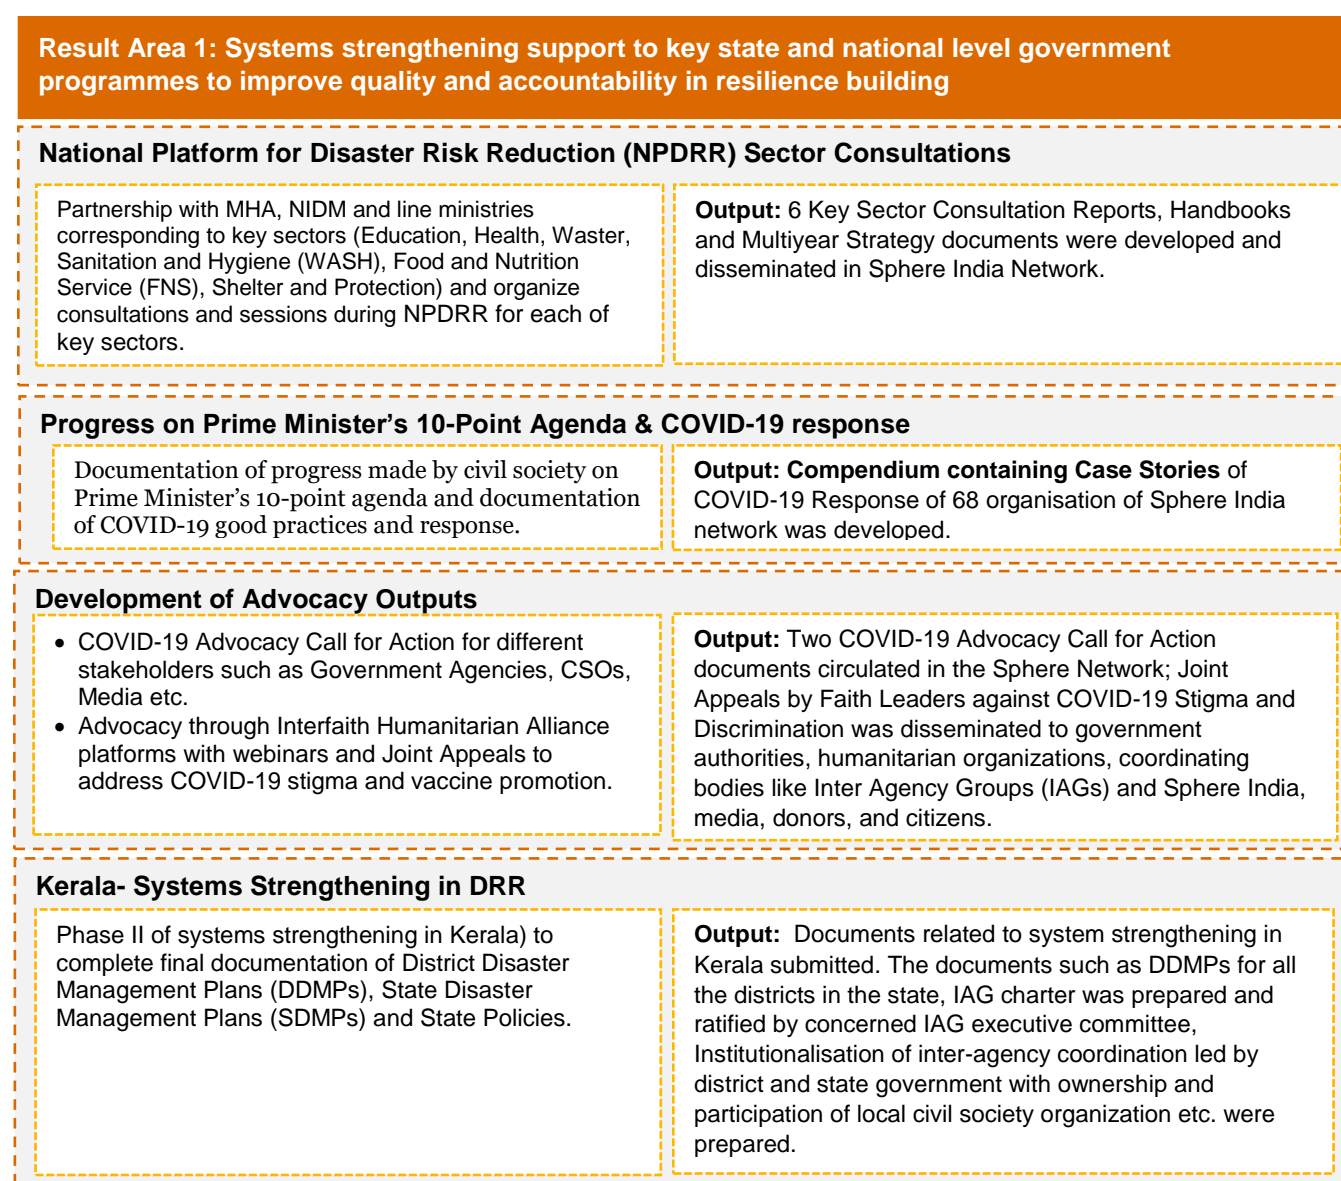 Result Area 1: Systems strengthening support to key state and national level government
programmes to improve quality and accountability in resilience building
National Platform for Disaster Risk Reduction (NPDRR) Sector Consultations
Partnership with MHA, NIDM and line ministries
corresponding to key sectors (Education, Health, Waster,
Sanitation and Hygiene (WASH), Food and Nutrition
Service (FNS), Shelter and Protection) and organize
consultations and sessions during NPDRR for each of
key sectors.
Output: 6 Key Sector Consultation Reports, Handbooks
and Multiyear Strategy documents were developed and
disseminated in Sphere India Network.
Progress on Prime Minister’s 10-Point Agenda & COVID-19 response
Documentation of progress made by civil society on
Prime Minister’s 10-point agenda and documentation
of COVID-19 good practices and response.
Output: Compendium containing Case Stories of
COVID-19 Response of 68 organisation of Sphere India
network was developed.
Development of Advocacy Outputs
• COVID-19 Advocacy Call for Action for different
stakeholders such as Government Agencies, CSOs,
Media etc.
• Advocacy through Interfaith Humanitarian Alliance
platforms with webinars and Joint Appeals to
address COVID-19 stigma and vaccine promotion.
Output: Two COVID-19 Advocacy Call for Action
documents circulated in the Sphere Network; Joint
Appeals by Faith Leaders against COVID-19 Stigma and
Discrimination was disseminated to government
authorities, humanitarian organizations, coordinating
bodies like Inter Agency Groups (IAGs) and Sphere India,
media, donors, and citizens.
Kerala- Systems Strengthening in DRR
Phase II of systems strengthening in Kerala) to
complete final documentation of District Disaster
Management Plans (DDMPs), State Disaster
Management Plans (SDMPs) and State Policies.
Output: Documents related to system strengthening in
Kerala submitted. The documents such as DDMPs for all
the districts in the state, IAG charter was prepared and
ratified by concerned IAG executive committee,
Institutionalisation of inter-agency coordination led by
district and state government with ownership and
participation of local civil society organization etc. were
prepared.